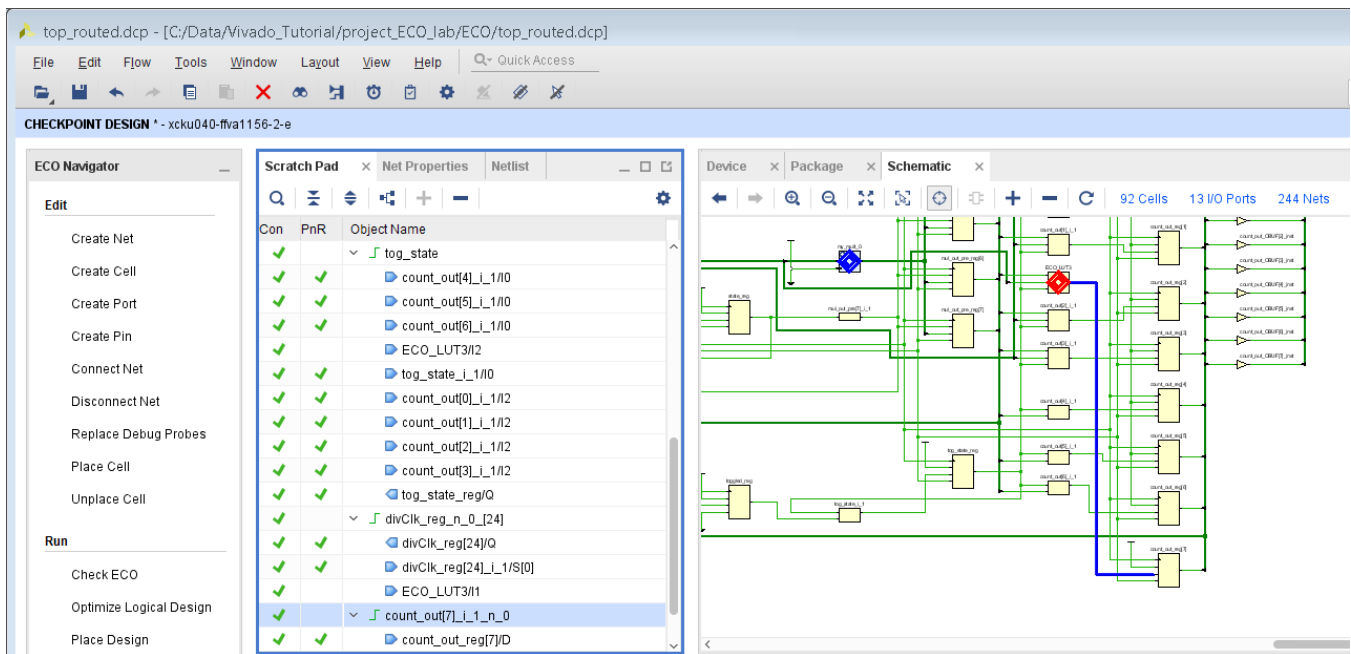 top_routed.dcp - [C:/Data/Vivado_Tutorial/project_ECO_lab/ECO/top_routed.dcp]
File Edit Flow Tools Window Layout View Help Quick Access
CHECKPOINT DESIGN * - xcku040-ffva1156-2-e
ECO Navigator
Edit
Create Net
Create Cell
Create Port
Create Pin
Connect Net
Disconnect Net
Replace Debug Probes
Place Cell
Unplace Cell
Run
Check ECO
Optimize Logical Design
Place Design
Scratch Pad Net Properties Netlist
Con PnR Object Name
tog_state
count_out[4]_i_1/I0
count_out[5]_i_1/I0
count_out[6]_i_1/I0
ECO_LUT3/I2
tog_state_i_1/I0
count_out[0]_i_1/I2
count_out[1]_i_1/I2
count_out[2]_i_1/I2
count_out[3]_i_1/I2
tog_state_reg/Q
divClk_reg_n_0_[24]
divClk_reg[24]/Q
divClk_reg[24]_i_1/S[0]
ECO_LUT3/I1
count_out[7]_i_1_n_0
count_out_reg[7]/D
Device Package Schematic
92 Cells 13 I/O Ports 244 Nets
ECO_LUT3
state_reg
tog_state_reg
tog_state_i_1